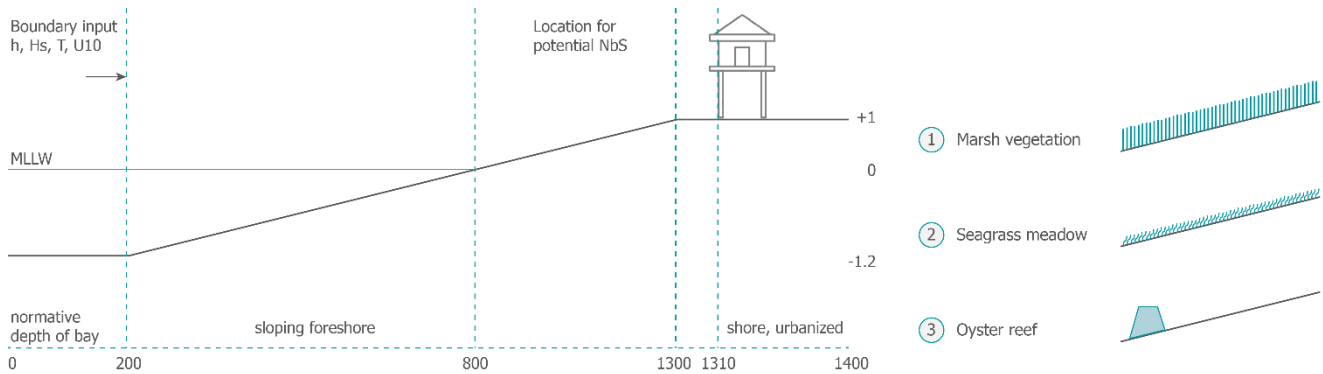 Boundary input
h, Hs, T, U10
Location for
potential NbS
+1
MLLW
0
-1.2
normative
depth of bay
sloping foreshore
shore, urbanized
0
200
800
1300
1310
1400
1 Marsh vegetation
2 Seagrass meadow
3 Oyster reef